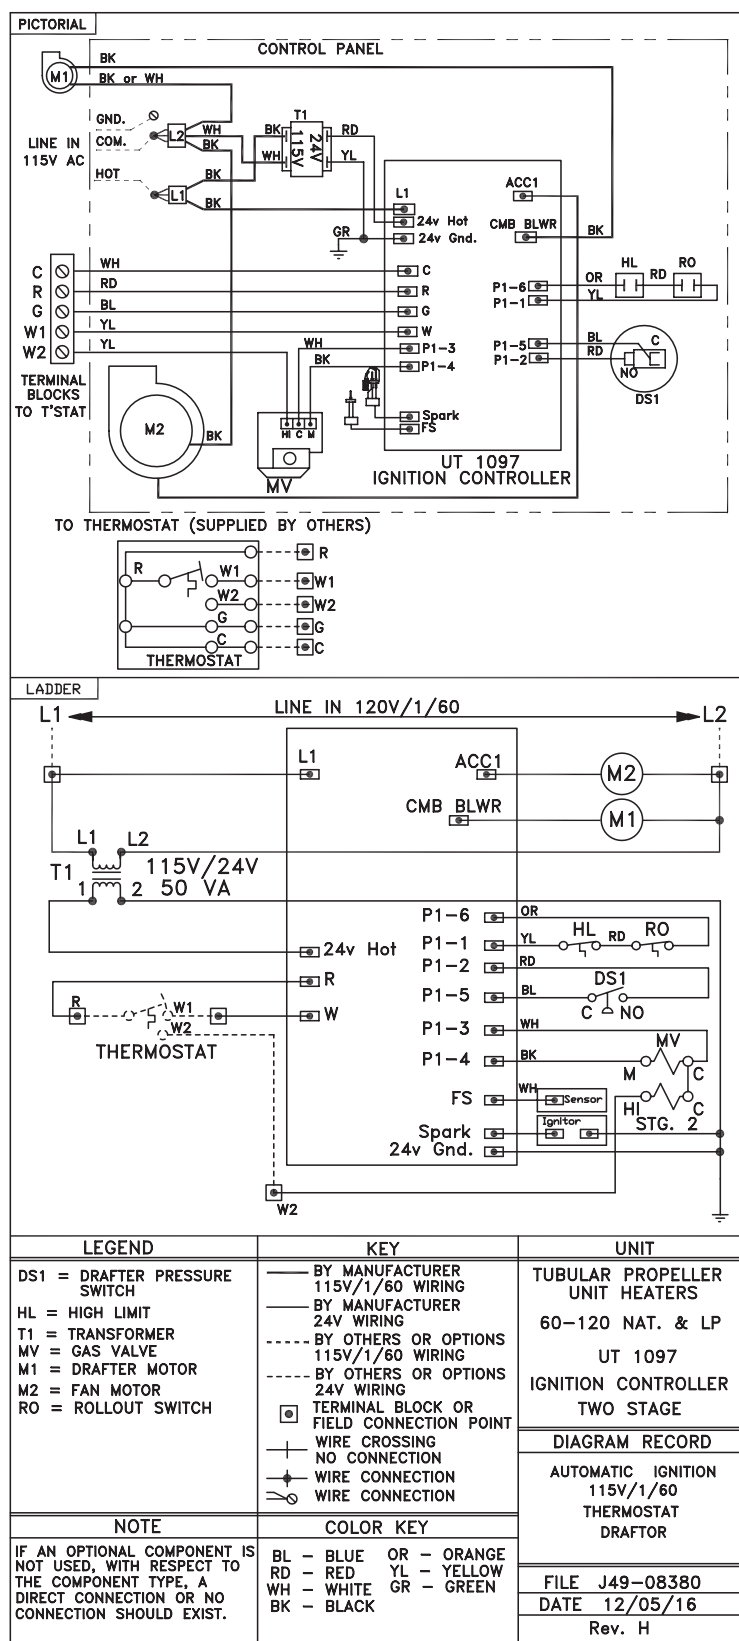 PICTORIAL
CONTROL PANEL
M1
BK
BK or WH
GND.
COM.
LINE IN
115V AC
HOT
L2
WH
BK
L1
BK
BK
BK
WH
T1
115V
24V
RD
YL
GR
L1
24v Hot
24v Gnd.
ACC1
CMB BLWR
BK
C
R
G
W1
W2
WH
RD
BL
YL
YL
C
R
G
W
P1-3
P1-4
WH
BK
Spark
FS
P1-6
P1-1
P1-5
P1-2
OR
YL
HL
RD
RO
BL
RD
C
NO
DS1
TERMINAL
BLOCKS
TO T'STAT
M2
BK
HI C M
MV
UT 1097
IGNITION CONTROLLER
TO THERMOSTAT (SUPPLIED BY OTHERS)
R
W1
W2
G
C
THERMOSTAT
R
W1
W2
G
C
LADDER
L1
LINE IN 120V/1/60
L2
L1
ACC1
M2
CMB BLWR
M1
L1
L2
T1
115V/24V
1
2
50 VA
24v Hot
R
W
R
W1
W2
THERMOSTAT
P1-6
OR
P1-1
YL
HL
RD
RO
P1-2
RD
DS1
P1-5
BL
C
NO
P1-3
WH
MV
P1-4
BK
M
C
FS
WH
Sensor
HI
C
STG. 2
Ignitor
Spark
24v Gnd.
W2
LEGEND
DS1 = DRAFTER PRESSURE
SWITCH
HL = HIGH LIMIT
T1 = TRANSFORMER
MV = GAS VALVE
M1 = DRAFTER MOTOR
M2 = FAN MOTOR
RO = ROLLOUT SWITCH
KEY
BY MANUFACTURER
115V/1/60 WIRING
BY MANUFACTURER
24V WIRING
BY OTHERS OR OPTIONS
115V/1/60 WIRING
BY OTHERS OR OPTIONS
24V WIRING
TERMINAL BLOCK OR
FIELD CONNECTION POINT
WIRE CROSSING
NO CONNECTION
WIRE CONNECTION
WIRE CONNECTION
UNIT
TUBULAR PROPELLER
UNIT HEATERS
60-120 NAT. & LP
UT 1097
IGNITION CONTROLLER
TWO STAGE
DIAGRAM RECORD
AUTOMATIC IGNITION
115V/1/60
THERMOSTAT
DRAFTOR
NOTE
IF AN OPTIONAL COMPONENT IS
NOT USED, WITH RESPECT TO
THE COMPONENT TYPE, A
DIRECT CONNECTION OR NO
CONNECTION SHOULD EXIST.
COLOR KEY
BL - BLUE OR - ORANGE
RD - RED YL - YELLOW
WH - WHITE GR - GREEN
BK - BLACK
FILE J49-08380
DATE 12/05/16
Rev. H